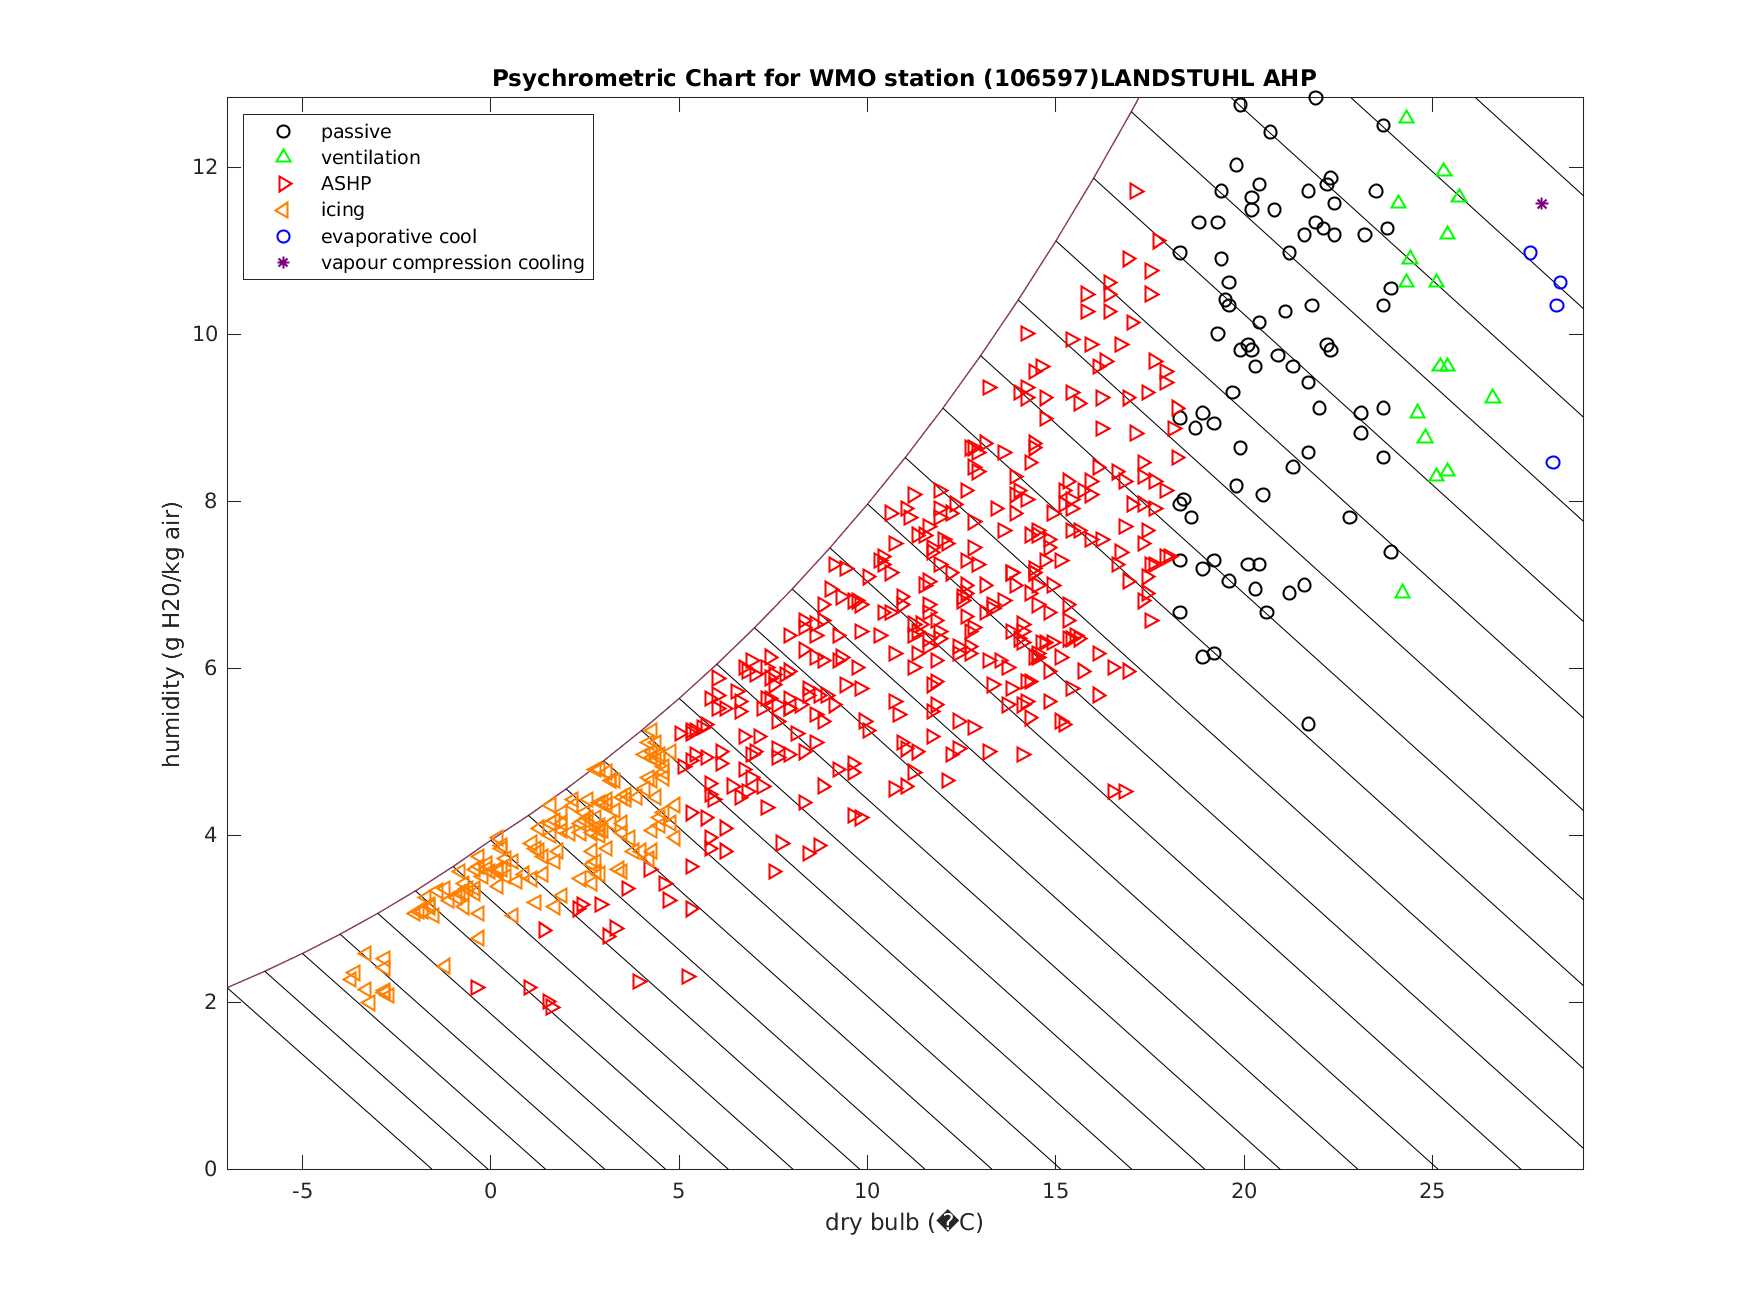 Psychrometric Chart for WMO station (106597)LANDSTUHL AHP
passive
ventilation
ASHP
icing
evaporative cool
vapour compression cooling
humidity (g H20/kg air)
12
10
8
6
4
2
0
-5 0 5 10 15 20 25
dry bulb (�C)